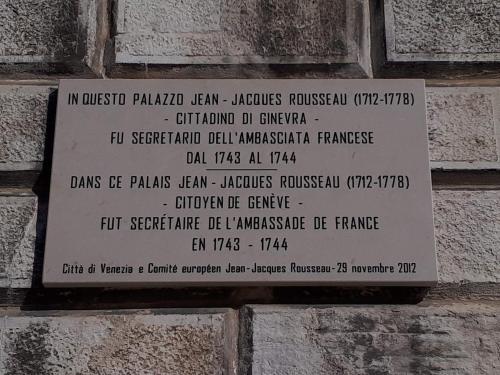 IN QUESTO PALAZZO JEAN - JACQUES ROUSSEAU (1712-1778)
- CITTADINO DI GINEVRA -
FU SEGRETARIO DELL'AMBASCIATA FRANCESE
DAL 1743 AL 1744
DANS CE PALAIS JEAN - JACQUES ROUSSEAU (1712-1778)
- CITOYEN DE GENÈVE -
FUT SECRÉTAIRE DE L'AMBASSADE DE FRANCE
EN 1743 - 1744
Città di Venezia e Comité européen Jean-Jacques Rousseau - 29 novembre 2012